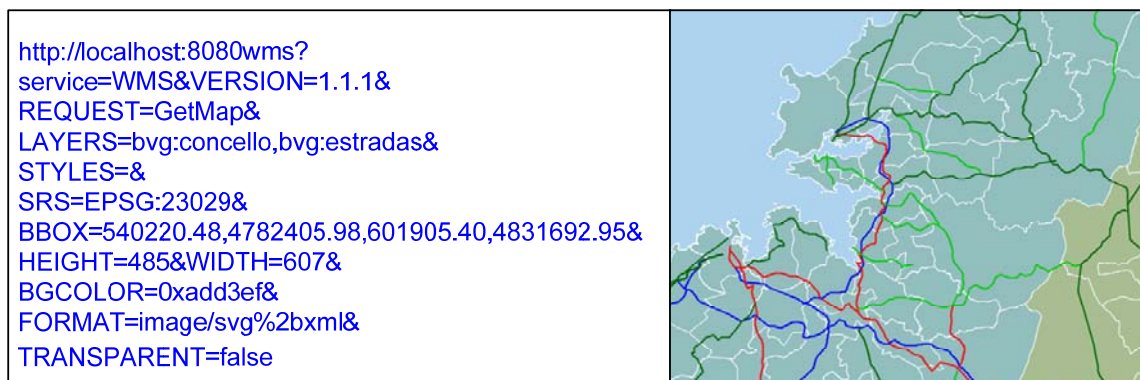 http://localhost:8080wms?
service=WMS&VERSION=1.1.1&
REQUEST=GetMap&
LAYERS=bvg:concello,bvg:estradas&
STYLES=&
SRS=EPSG:23029&
BBOX=540220.48,4782405.98,601905.40,4831692.95&
HEIGHT=485&WIDTH=607&
BGCOLOR=0xadd3ef&
FORMAT=image/svg%2bxml&
TRANSPARENT=false